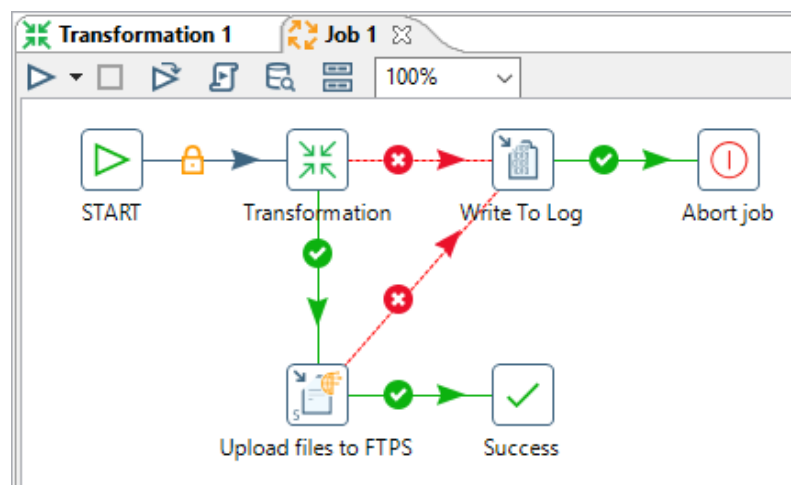 Transformation 1
Job 1
100%
START
Transformation
Write To Log
Abort job
S
Upload files to FTPS
Success